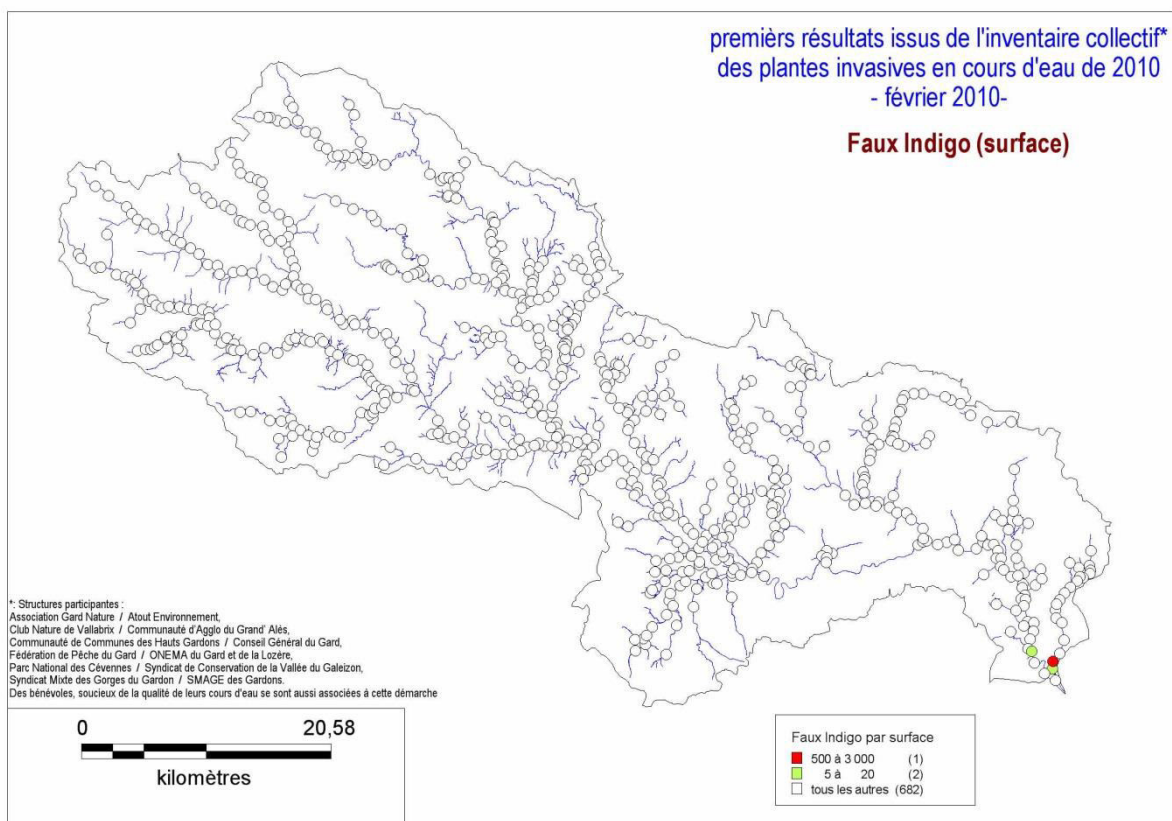 premièrs résultats issus de l'inventaire collectif*
des plantes invasives en cours d'eau de 2010
- février 2010-
Faux Indigo (surface)
*: Structures participantes :
Association Gard Nature / Atout Environnement,
Club Nature de Vallabrix / Communauté d'Agglo du Grand' Alés,
Communauté de Communes des Hauts Gardons / Conseil Général du Gard,
Fédération de Pêche du Gard / ONEMA du Gard et de la Lozère,
Parc National des Cévennes / Syndicat de Conservation de la Vallée du Galeizon,
Syndicat Mixte des Gorges du Gardon / SMAGE des Gardons.
Des bénévoles, soucieux de la qualité de leurs cours d'eau se sont aussi associées à cette démarche
0 20,58
kilomètres
Faux Indigo par surface
500 à 3 000 (1)
5 à 20 (2)
tous les autres (682)